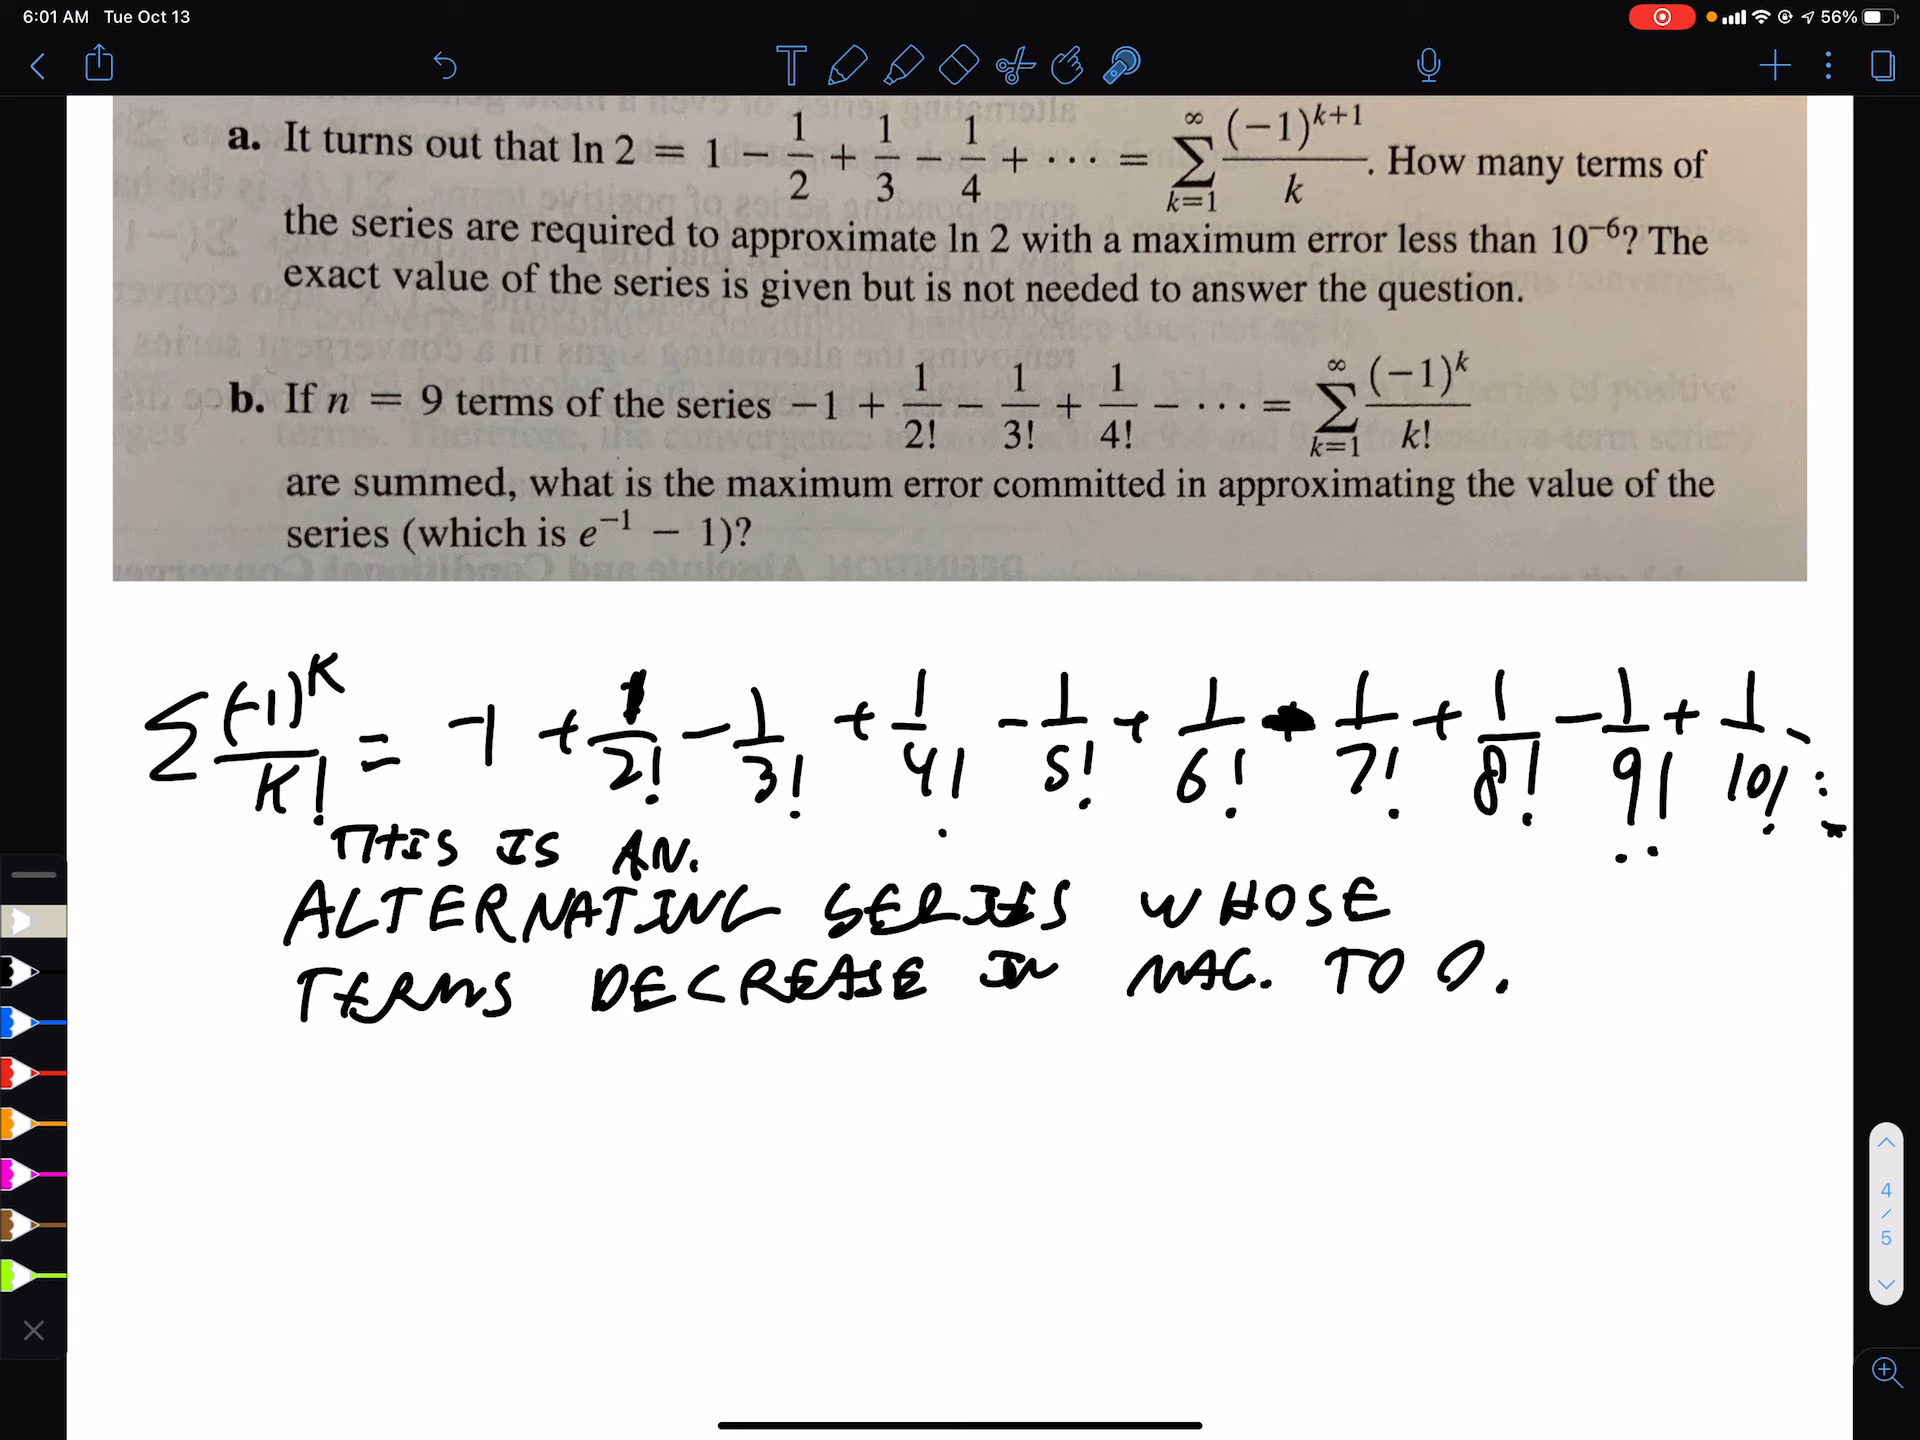 6:01 AM Tue Oct 13
56%
a. It turns out that ln 2 = 1 − 1/2 + 1/3 − 1/4 + ··· = ∑_{k=1}^{∞} (−1)^{k+1}/k. How many terms of
the series are required to approximate ln 2 with a maximum error less than 10⁻⁶? The
exact value of the series is given but is not needed to answer the question.
b. If n = 9 terms of the series −1 + 1/2! − 1/3! + 1/4! − ··· = ∑_{k=1}^{∞} (−1)^k/k!
are summed, what is the maximum error committed in approximating the value of the
series (which is e⁻¹ − 1)?
∑ (-1)^K/K! = -1 + 1/2! - 1/3! + 1/4! - 1/5! + 1/6! - 1/7! + 1/8! - 1/9! + 1/10! - ...
THIS IS AN.
ALTERNATING SERIES WHOSE
TERMS DECREASE IN MAG. TO 0.
4
/
5